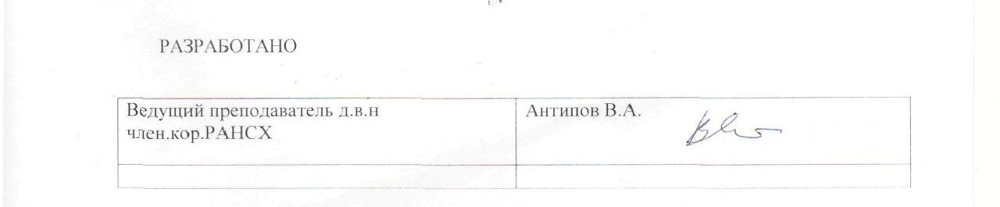 РАЗРАБОТАНО
Ведущий преподаватель д.в.н
член.кор.РАНСХ
Антипов В.А.